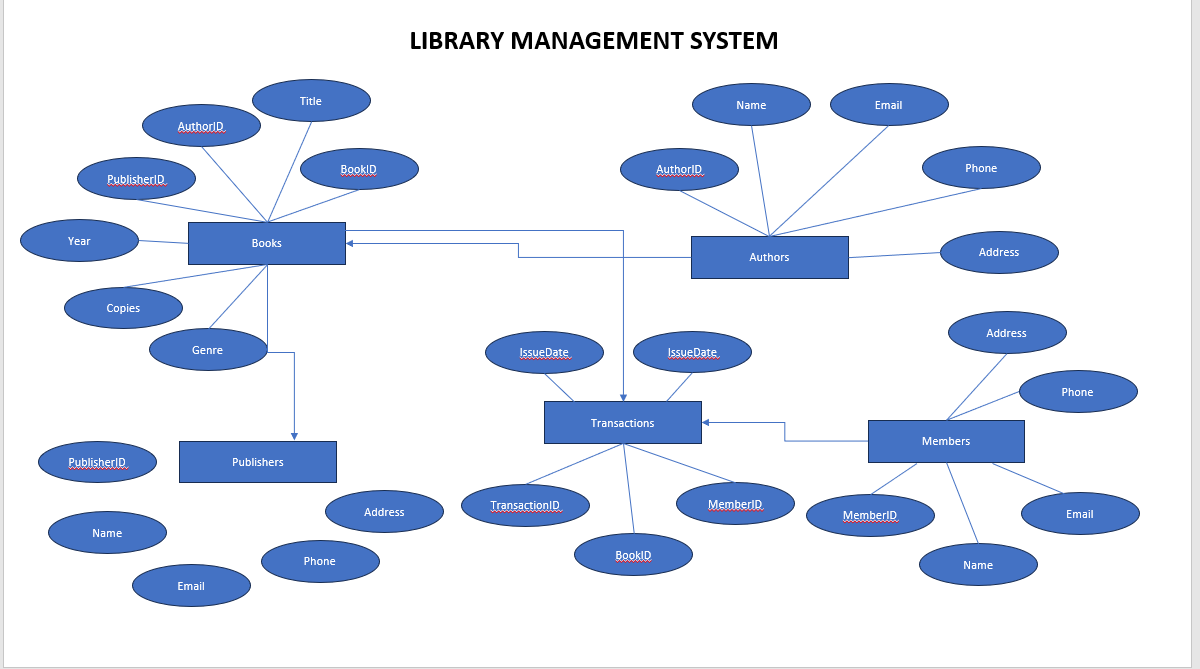 LIBRARY MANAGEMENT SYSTEM
Title
AuthorID
BookID
PublisherID
Year
Books
Copies
Genre
Name
Email
AuthorID
Phone
Authors
Address
IssueDate
IssueDate
Transactions
TransactionID
MemberID
BookID
Address
Phone
Members
MemberID
Email
Name
PublisherID
Publishers
Address
Name
Phone
Email